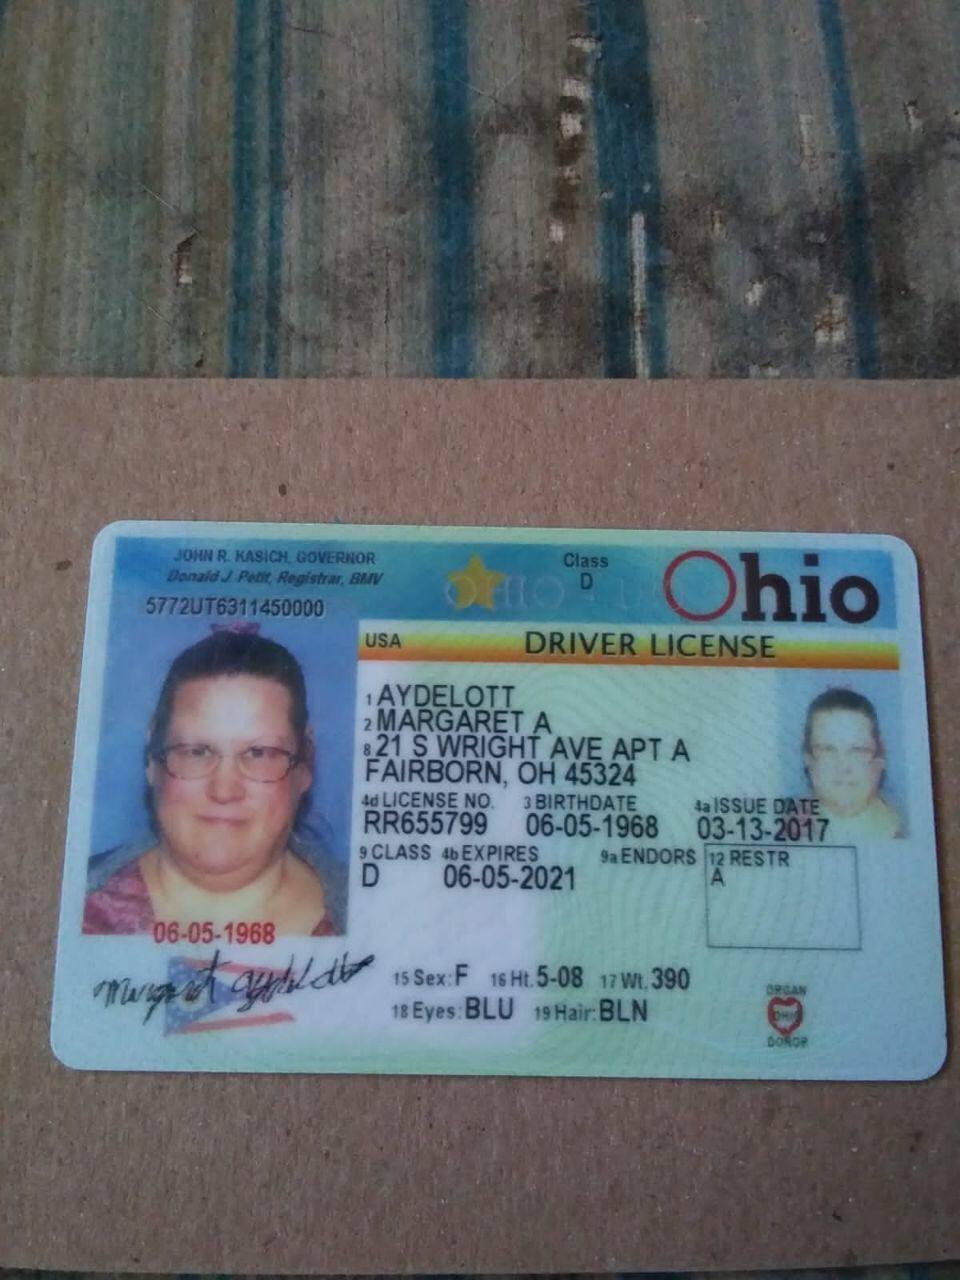 JOHN R. KASICH, GOVERNOR
Donald J. Petit, Registrar, BMV
5772UT6311450000
Class
D
Ohio
USA
DRIVER LICENSE
1 AYDELOTT
2 MARGARET A
8 21 S WRIGHT AVE APT A
FAIRBORN, OH 45324
4d LICENSE NO. 3 BIRTHDATE 4a ISSUE DATE
RR655799 06-05-1968 03-13-2017
9 CLASS 4b EXPIRES 9a ENDORS 12 RESTR
D 06-05-2021 A
06-05-1968
Margaret Aydelott
15 Sex: F 16 Ht. 5-08 17 Wt. 390
18 Eyes: BLU 19 Hair: BLN
ORGAN
OHIO
DONOR